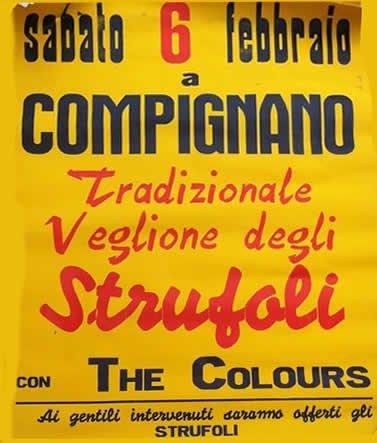 sabato 6 febbraio
a
COMPIGNANO
Tradizionale
Veglione degli
Strufoli
CON THE COLOURS
Ai gentili intervenuti saranno offerti gli
STRUFOLI